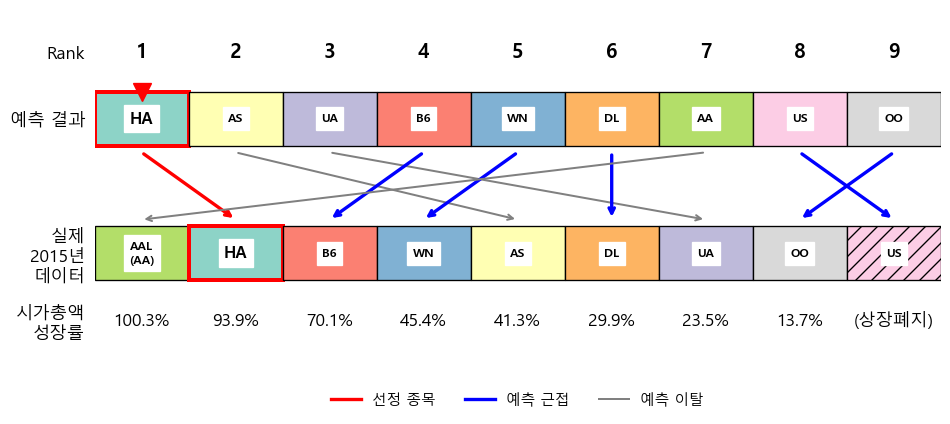 Rank 1 2 3 4 5 6 7 8 9
예측 결과 HA AS UA B6 WN DL AA US OO
실제
2015년
데이터
AAL
(AA)
HA B6 WN AS DL UA OO US
시가총액
성장률
100.3% 93.9% 70.1% 45.4% 41.3% 29.9% 23.5% 13.7% (상장폐지)
선정 종목 예측 근접 예측 이탈